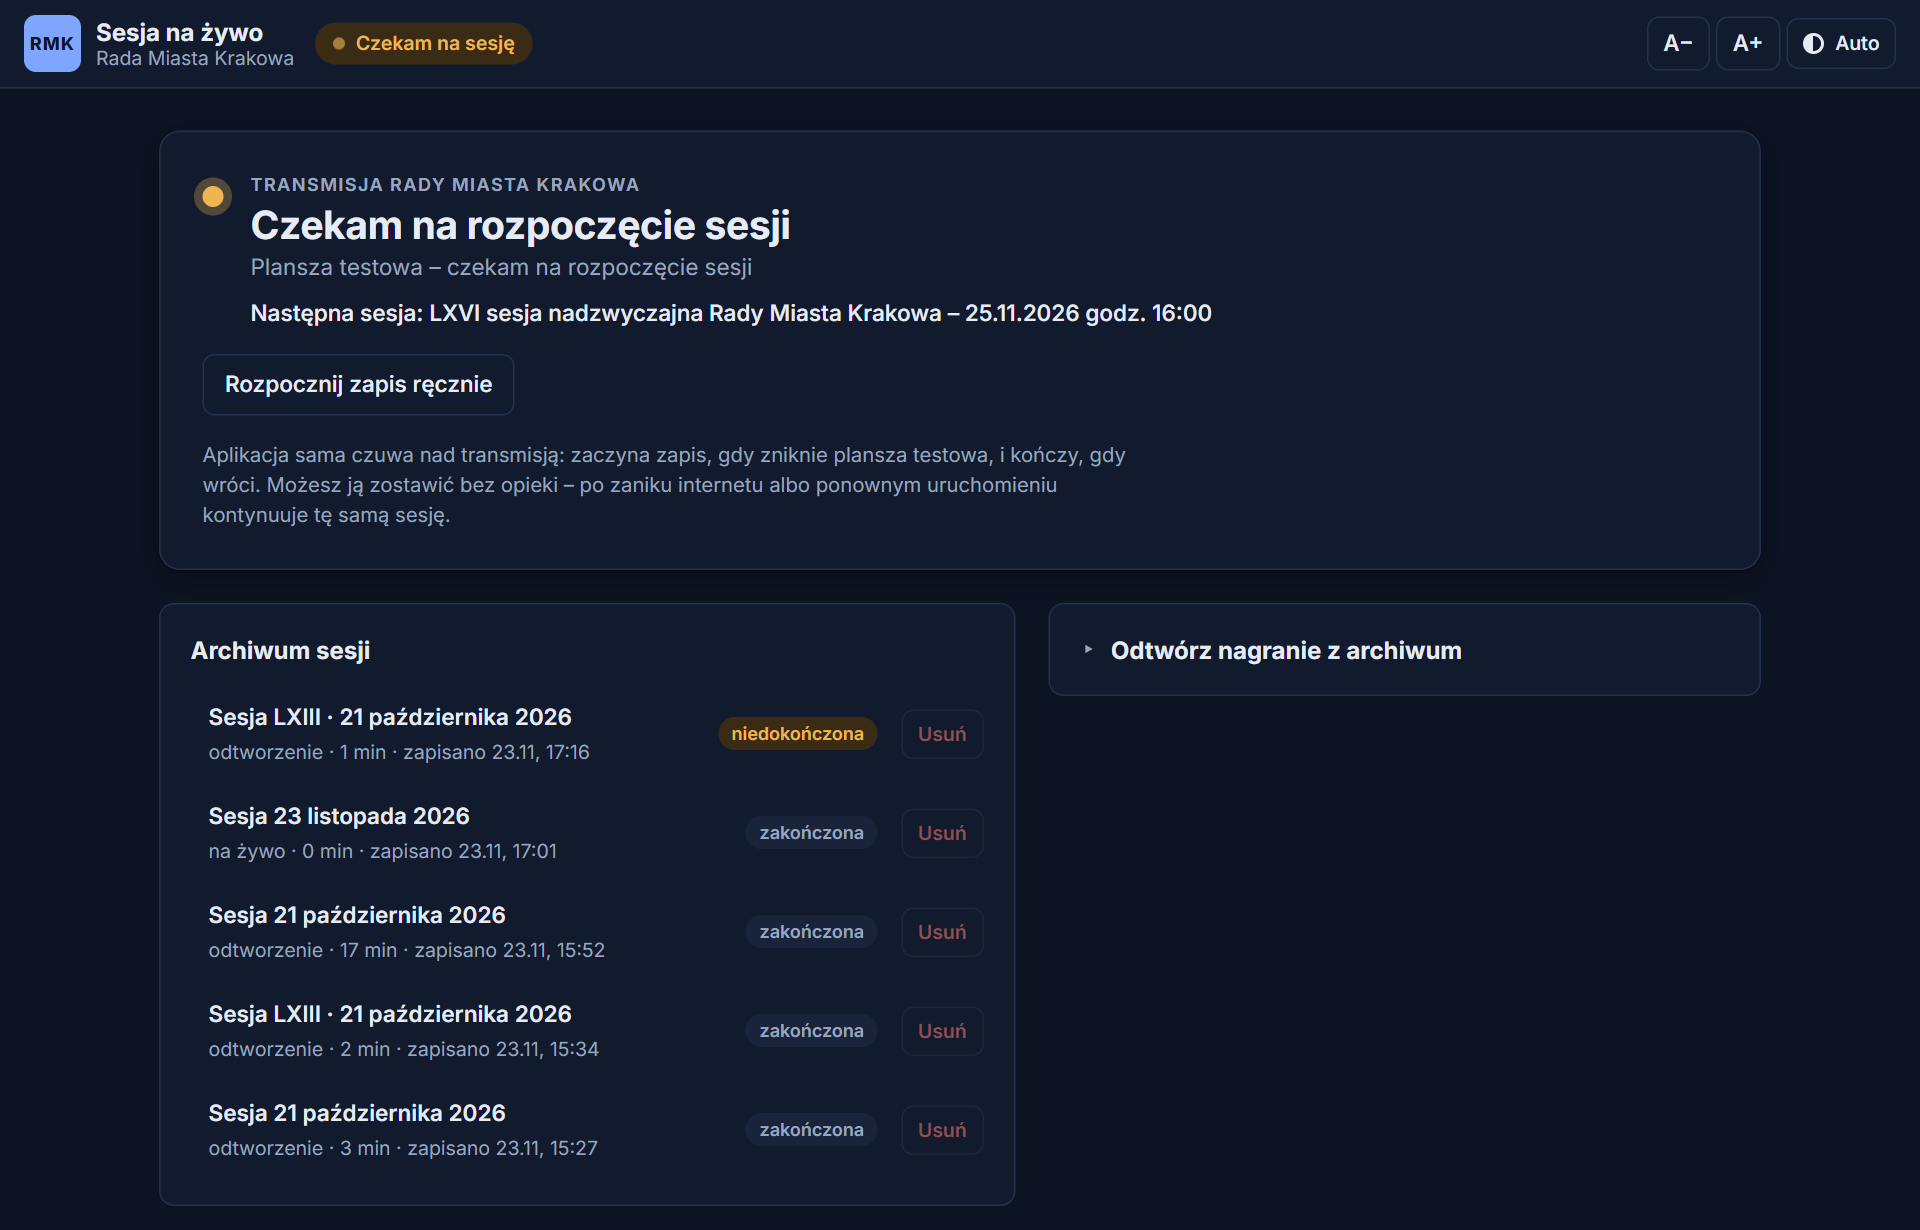 RMK
Sesja na żywo
Rada Miasta Krakowa
Czekam na sesję
A−
A+
Auto
TRANSMISJA RADY MIASTA KRAKOWA
Czekam na rozpoczęcie sesji
Plansza testowa – czekam na rozpoczęcie sesji
Następna sesja: LXVI sesja nadzwyczajna Rady Miasta Krakowa – 25.11.2026 godz. 16:00
Rozpocznij zapis ręcznie
Aplikacja sama czuwa nad transmisją: zaczyna zapis, gdy zniknie plansza testowa, i kończy, gdy
wróci. Możesz ją zostawić bez opieki – po zaniku internetu albo ponownym uruchomieniu
kontynuuje tę samą sesję.
Archiwum sesji
Sesja LXIII · 21 października 2026
odtworzenie · 1 min · zapisano 23.11, 17:16
niedokończona
Usuń
Sesja 23 listopada 2026
na żywo · 0 min · zapisano 23.11, 17:01
zakończona
Usuń
Sesja 21 października 2026
odtworzenie · 17 min · zapisano 23.11, 15:52
zakończona
Usuń
Sesja LXIII · 21 października 2026
odtworzenie · 2 min · zapisano 23.11, 15:34
zakończona
Usuń
Sesja 21 października 2026
odtworzenie · 3 min · zapisano 23.11, 15:27
zakończona
Usuń
Odtwórz nagranie z archiwum